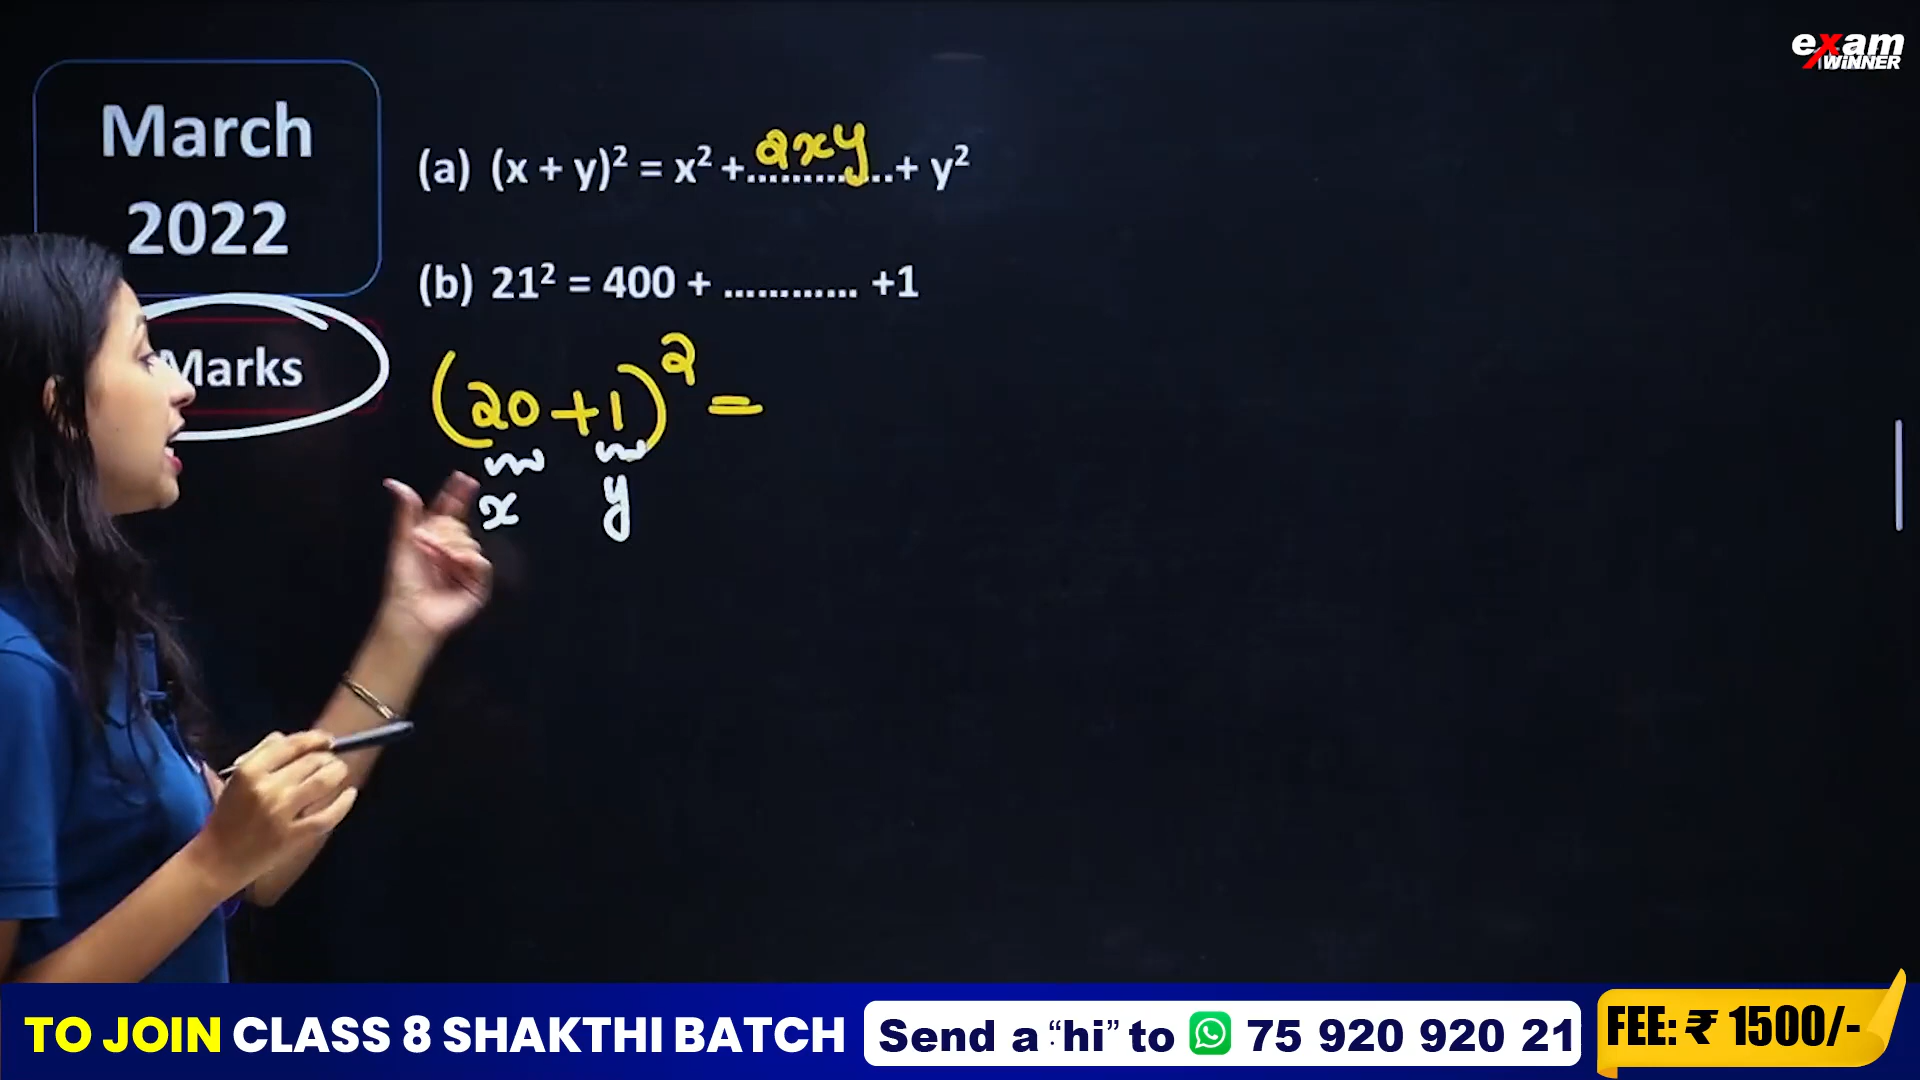 exam
WINNER
March
2022
Marks
(a) (x + y)² = x² +.............+ y²
2xy
(b) 21² = 400 + ............ +1
(20+1)² =
x y
TO JOIN CLASS 8 SHAKTHI BATCH
Send a “hi” to 75 920 920 21
FEE: ₹ 1500/-